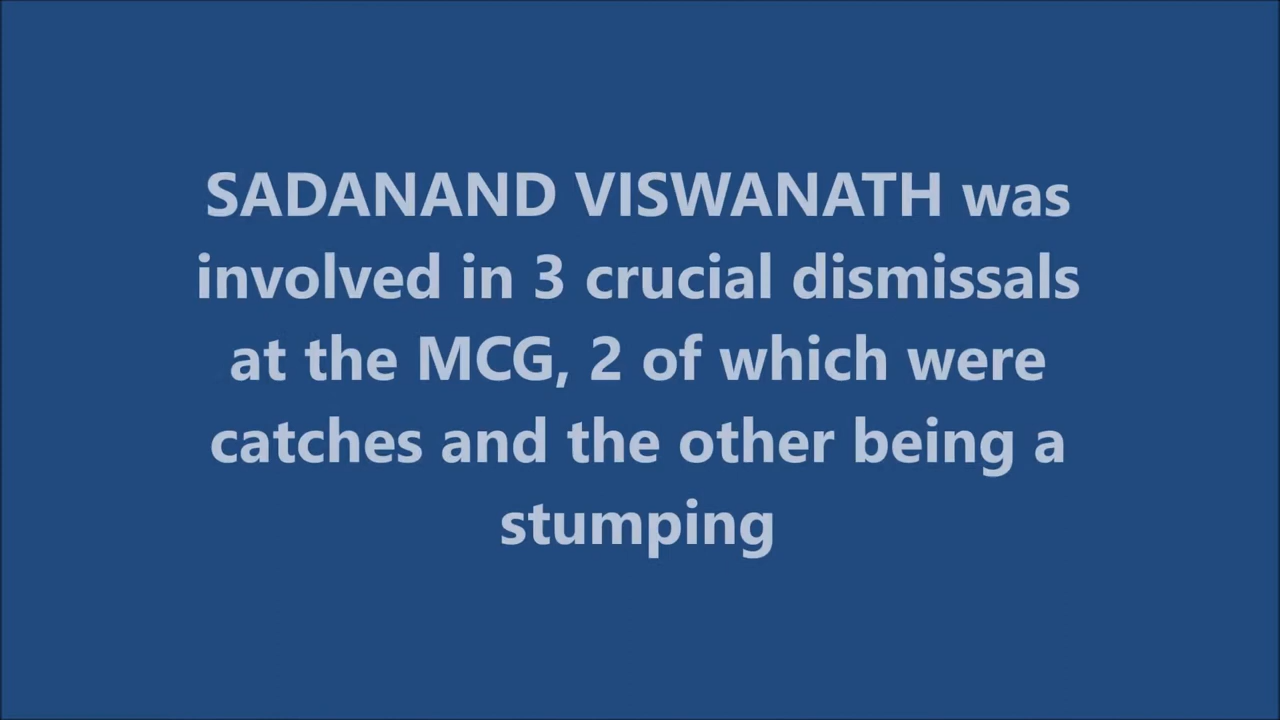 SADANAND VISWANATH was
involved in 3 crucial dismissals
at the MCG, 2 of which were
catches and the other being a
stumping